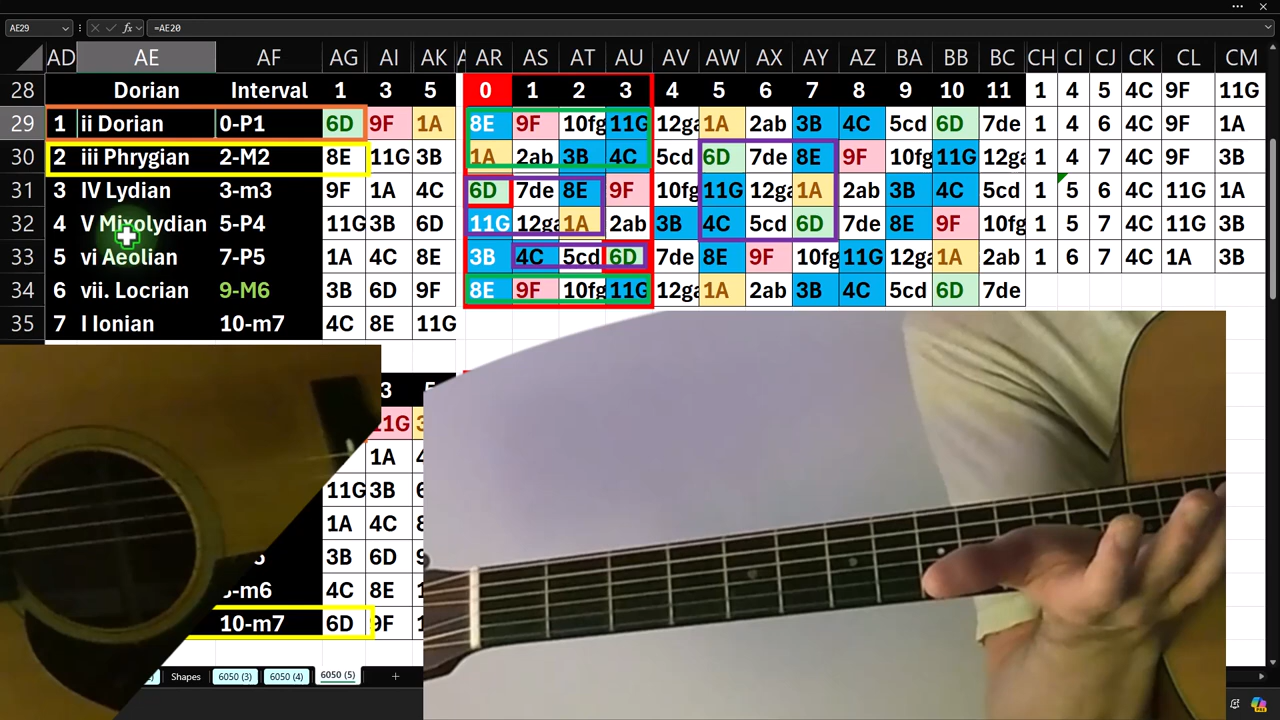 AE29 fx =AE20
AD AE AF AG AI AK A AR AS AT AU AV AW AX AY AZ BA BB BC CH CI CJ CK CL CM
28 Dorian Interval 1 3 5 0 1 2 3 4 5 6 7 8 9 10 11 1 4 5 4C 9F 11G
29 1 ii Dorian 0-P1 6D 9F 1A 8E 9F 10fg 11G 12ga 1A 2ab 3B 4C 5cd 6D 7de 1 4 6 4C 9F 1A
30 2 iii Phrygian 2-M2 8E 11G 3B 1A 2ab 3B 4C 5cd 6D 7de 8E 9F 10fg 11G 12ga 1 4 7 4C 9F 3B
31 3 IV Lydian 3-m3 9F 1A 4C 6D 7de 8E 9F 10fg 11G 12ga 1A 2ab 3B 4C 5cd 1 5 6 4C 11G 1A
32 4 V Mixolydian 5-P4 11G 3B 6D 11G 12ga 1A 2ab 3B 4C 5cd 6D 7de 8E 9F 10fg 1 5 7 4C 11G 3B
33 5 vi Aeolian 7-P5 1A 4C 8E 3B 4C 5cd 6D 7de 8E 9F 10fg 11G 12ga 1A 2ab 1 6 7 4C 1A 3B
34 6 vii. Locrian 9-M6 3B 6D 9F 8E 9F 10fg 11G 12ga 1A 2ab 3B 4C 5cd 6D 7de
35 7 I Ionian 10-m7 4C 8E 11G
3 5
11G 3
1A 4
11G 3B 6
1A 4C 8
3B 6D 9
-m6 4C 8E 1
10-m7 6D 9F 1
Shapes 6050 (3) 6050 (4) 6050 (5) +